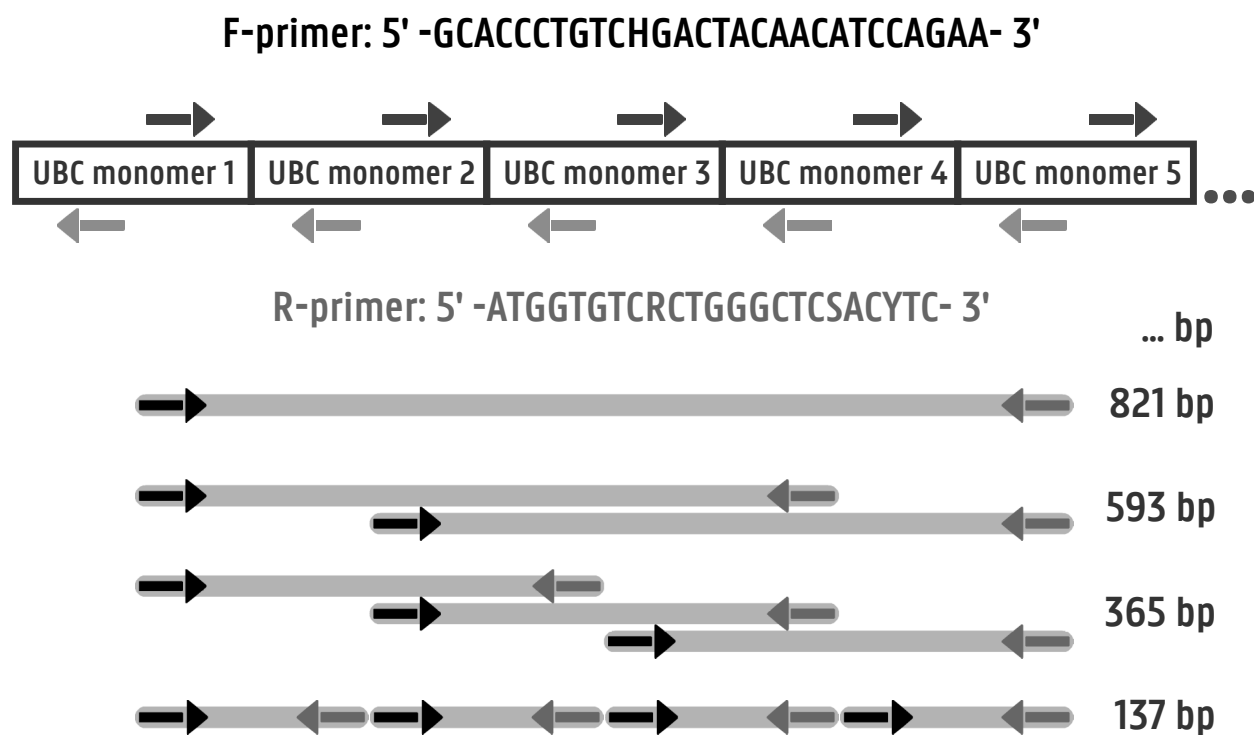 F-primer: 5' -GCACCCTGTCHGACTACAACATCCAGAA- 3'
UBC monomer 1 UBC monomer 2 UBC monomer 3 UBC monomer 4 UBC monomer 5 ...
R-primer: 5' -ATGGTGTCRCTGGGCTCSACYTC- 3'
... bp
821 bp
593 bp
365 bp
137 bp